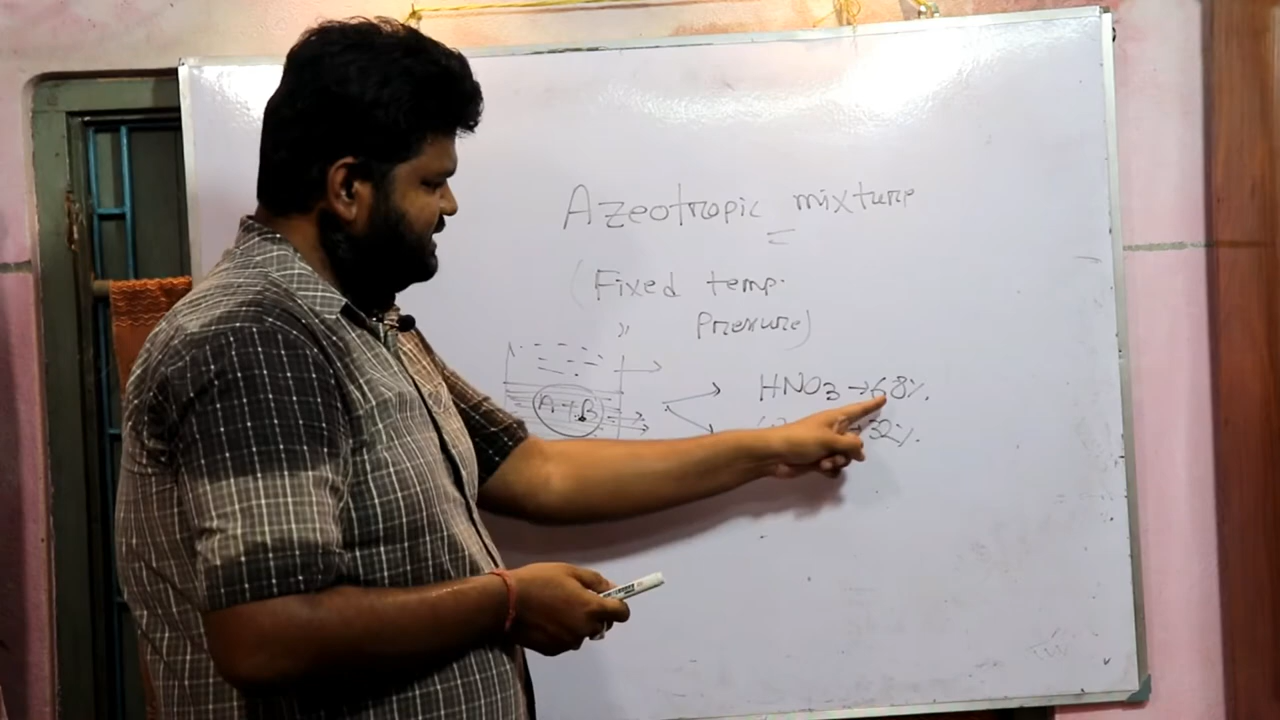 Azeotropic mixture
(Fixed temp.
" Pressure)
A+B
HNO3 → 68%.
32%.